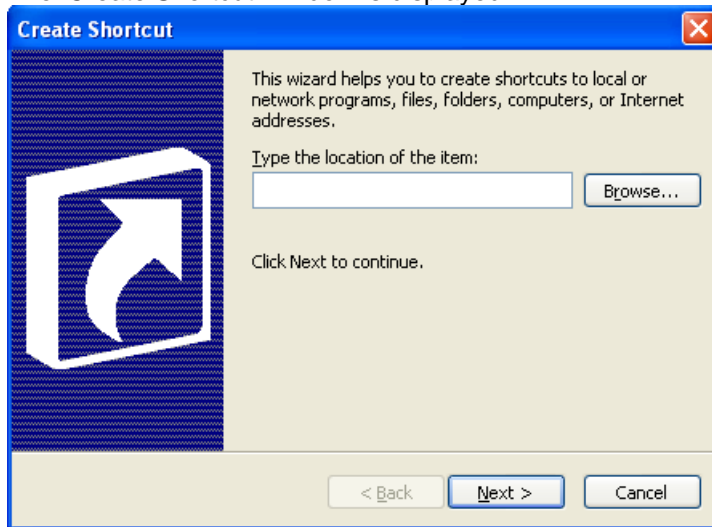 Create Shortcut
This wizard helps you to create shortcuts to local or
network programs, files, folders, computers, or Internet
addresses.
Type the location of the item:
Browse...
Click Next to continue.
< Back
Next >
Cancel